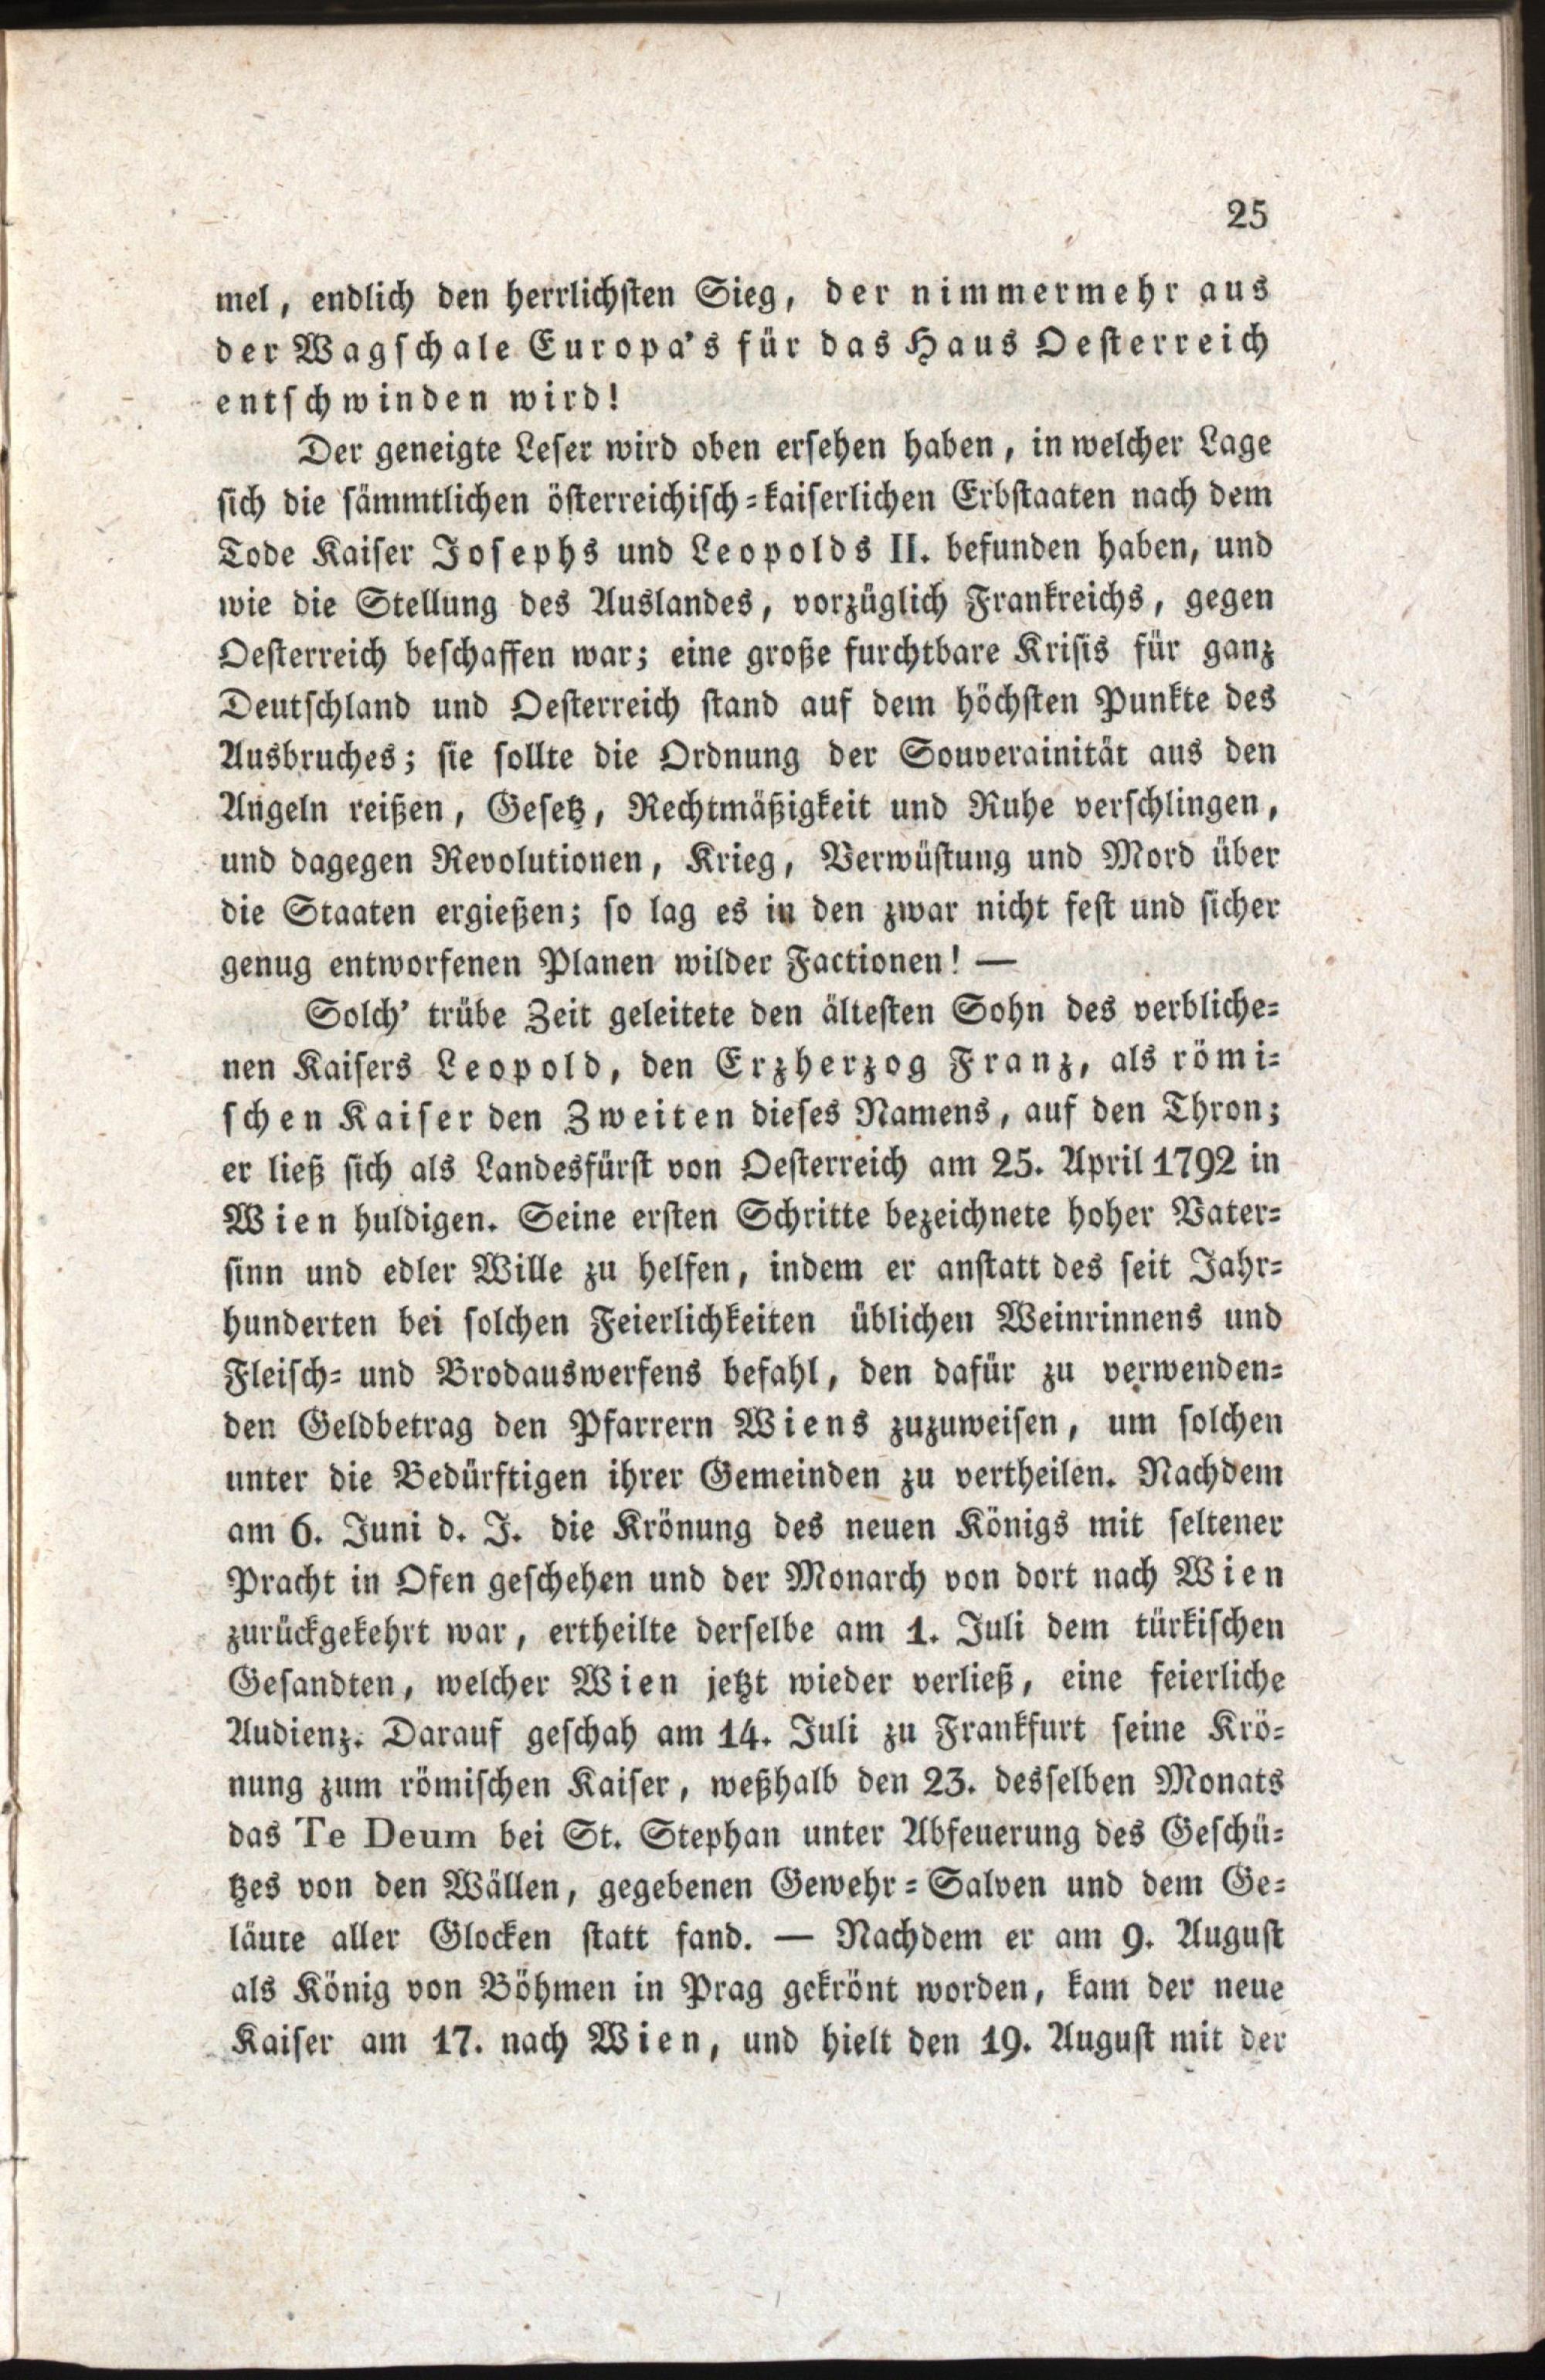 25
mel, endlich den herrlichsten Sieg, der nimmermehr aus
der Wagschale Europa's für das Haus Oesterreich
entschwinden wird!
Der geneigte Leser wird oben ersehen haben, in welcher Lage
sich die sämmtlichen österreichisch-kaiserlichen Erbstaaten nach dem
Tode Kaiser Josephs und Leopolds II. befunden haben, und
wie die Stellung des Auslandes, vorzüglich Frankreichs, gegen
Oesterreich beschaffen war; eine große furchtbare Krisis für ganz
Deutschland und Oesterreich stand auf dem höchsten Punkte des
Ausbruches; sie sollte die Ordnung der Souverainität aus den
Angeln reißen, Gesetz, Rechtmäßigkeit und Ruhe verschlingen,
und dagegen Revolutionen, Krieg, Verwüstung und Mord über
die Staaten ergießen; so lag es in den zwar nicht fest und sicher
genug entworfenen Planen wilder Factionen! —
Solch' trübe Zeit geleitete den ältesten Sohn des verbliche-
nen Kaisers Leopold, den Erzherzog Franz, als römi-
schen Kaiser den Zweiten dieses Namens, auf den Thron;
er ließ sich als Landesfürst von Oesterreich am 25. April 1792 in
Wien huldigen. Seine ersten Schritte bezeichnete hoher Vater-
sinn und edler Wille zu helfen, indem er anstatt des seit Jahr-
hunderten bei solchen Feierlichkeiten üblichen Weinrinnens und
Fleisch- und Brodauswerfens befahl, den dafür zu verwenden-
den Geldbetrag den Pfarrern Wiens zuzuweisen, um solchen
unter die Bedürftigen ihrer Gemeinden zu vertheilen. Nachdem
am 6. Juni d. J. die Krönung des neuen Königs mit seltener
Pracht in Ofen geschehen und der Monarch von dort nach Wien
zurückgekehrt war, ertheilte derselbe am 1. Juli dem türkischen
Gesandten, welcher Wien jetzt wieder verließ, eine feierliche
Audienz. Darauf geschah am 14. Juli zu Frankfurt seine Krö-
nung zum römischen Kaiser, weßhalb den 23. desselben Monats
das Te Deum bei St. Stephan unter Abfeuerung des Geschü-
tzes von den Wällen, gegebenen Gewehr-Salven und dem Ge-
läute aller Glocken statt fand. — Nachdem er am 9. August
als König von Böhmen in Prag gekrönt worden, kam der neue
Kaiser am 17. nach Wien, und hielt den 19. August mit der